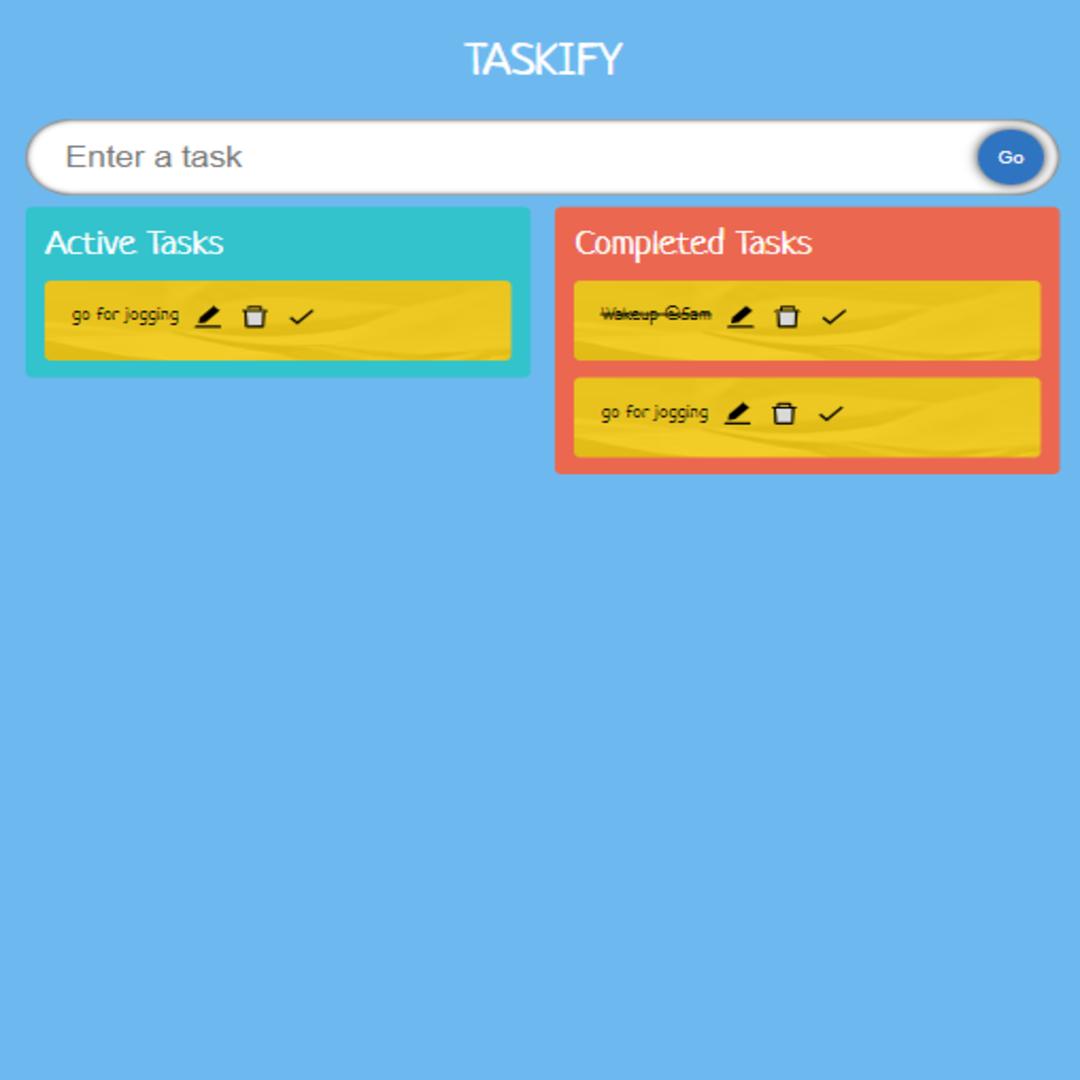 TASKIFY
Enter a task
Go
Active Tasks
go for jogging
Completed Tasks
Wakeup @5am
go for jogging